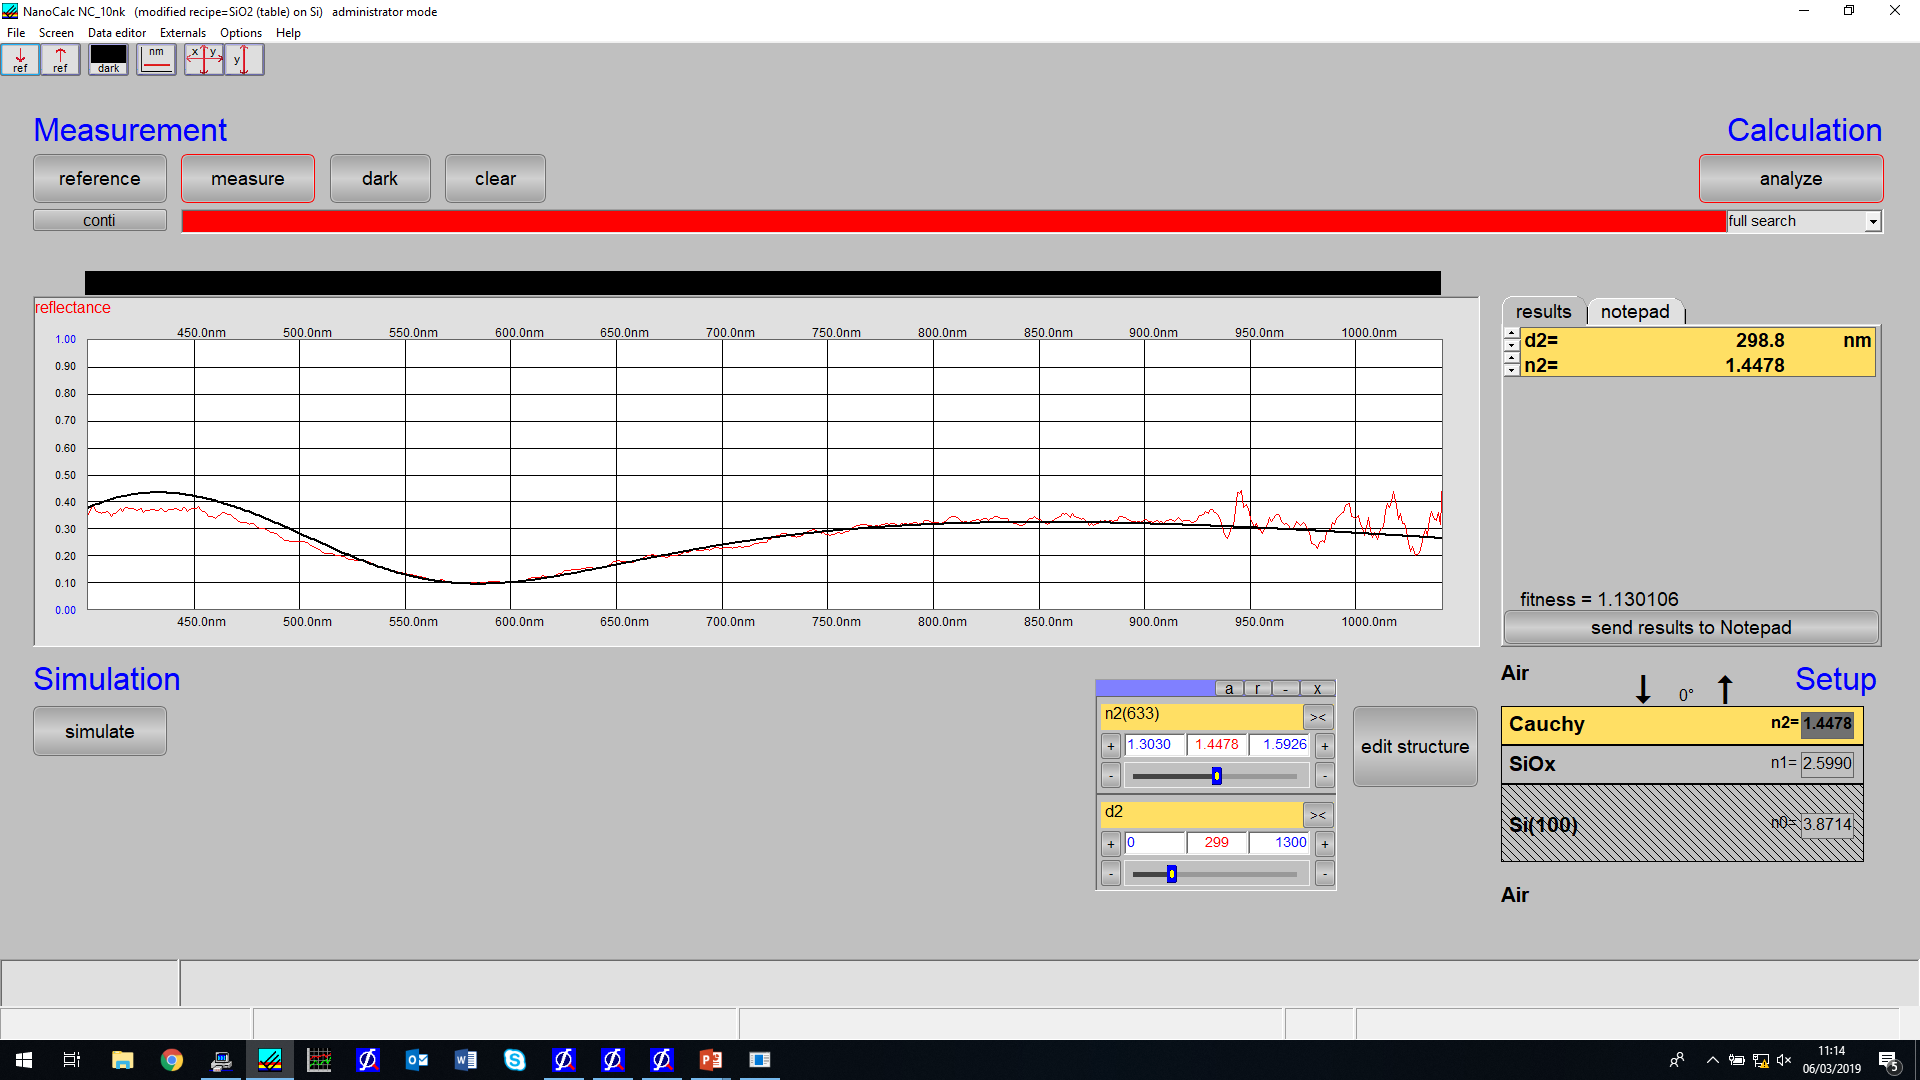 NanoCalc NC_10nk (modified recipe=SiO2 (table) on Si) administrator mode
File Screen Data editor Externals Options Help
ref ref dark nm x y y
Measurement
Calculation
reference measure dark clear analyze
conti full search
reflectance
450.0nm 500.0nm 550.0nm 600.0nm 650.0nm 700.0nm 750.0nm 800.0nm 850.0nm 900.0nm 950.0nm 1000.0nm
1.00
0.90
0.80
0.70
0.60
0.50
0.40
0.30
0.20
0.10
0.00
450.0nm 500.0nm 550.0nm 600.0nm 650.0nm 700.0nm 750.0nm 800.0nm 850.0nm 900.0nm 950.0nm 1000.0nm
results notepad
d2= 298.8 nm
n2= 1.4478
fitness = 1.130106
send results to Notepad
Simulation
simulate
a r - x
n2(633) ><
+ 1.3030 1.4478 1.5926 +
- -
d2 ><
+ 0 299 1300 +
- -
edit structure
Air
0°
Setup
Cauchy n2= 1.4478
SiOx n1= 2.5990
Si(100) n0= 3.8714
Air
11:14
06/03/2019
5